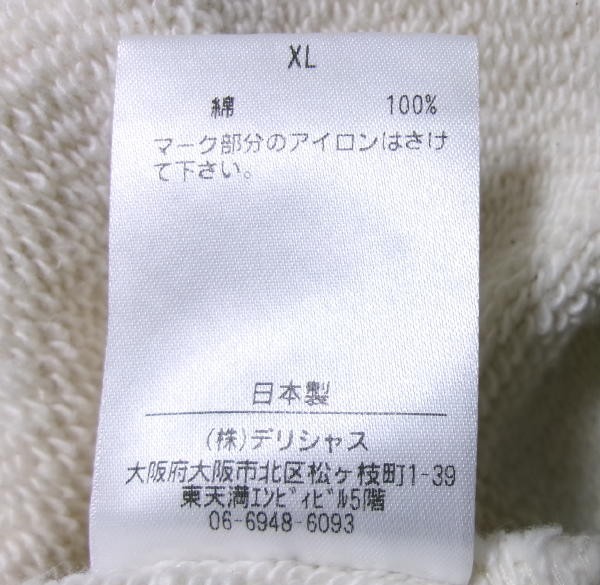 XL
綿 100%
マーク部分のアイロンはさけ
て下さい。
日本製
(株)デリシャス
大阪府大阪市北区松ヶ枝町1-39
東天満ｴﾝﾋﾞｨﾋﾞﾙ5階
06-6948-6093